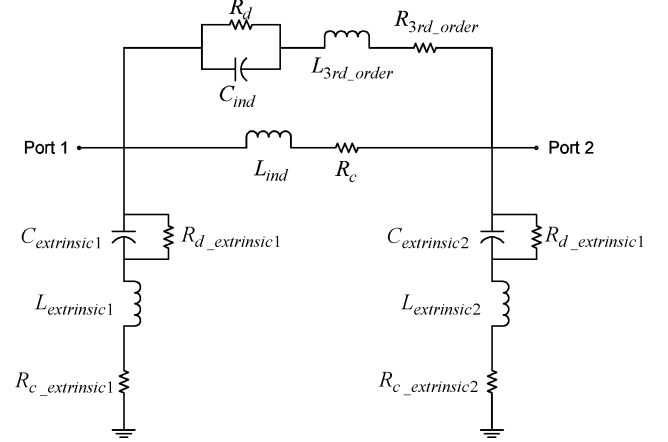 R_d
R_3rd_order
C_ind
L_3rd_order
Port 1
Port 2
L_ind
R_c
C_extrinsic1
R_d_extrinsic1
C_extrinsic2
R_d_extrinsic1
L_extrinsic1
L_extrinsic2
R_c_extrinsic1
R_c_extrinsic2